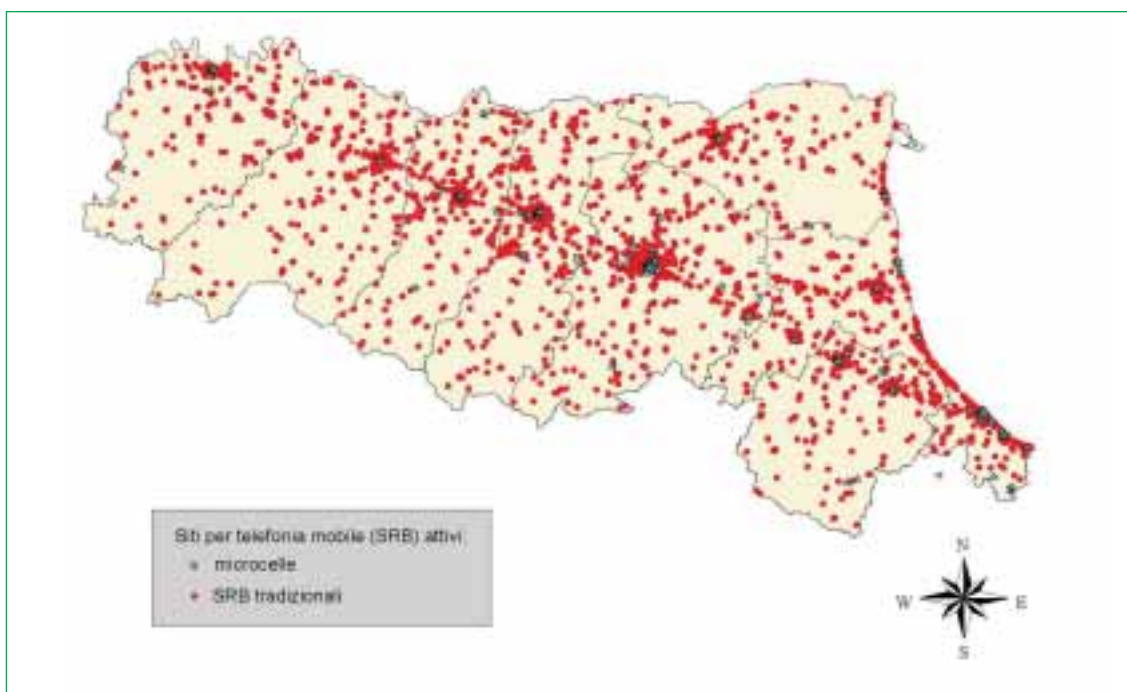 Siti per telefonia mobile (SRB) attivi:
microcelle
SRB tradizionali
N
W E
S